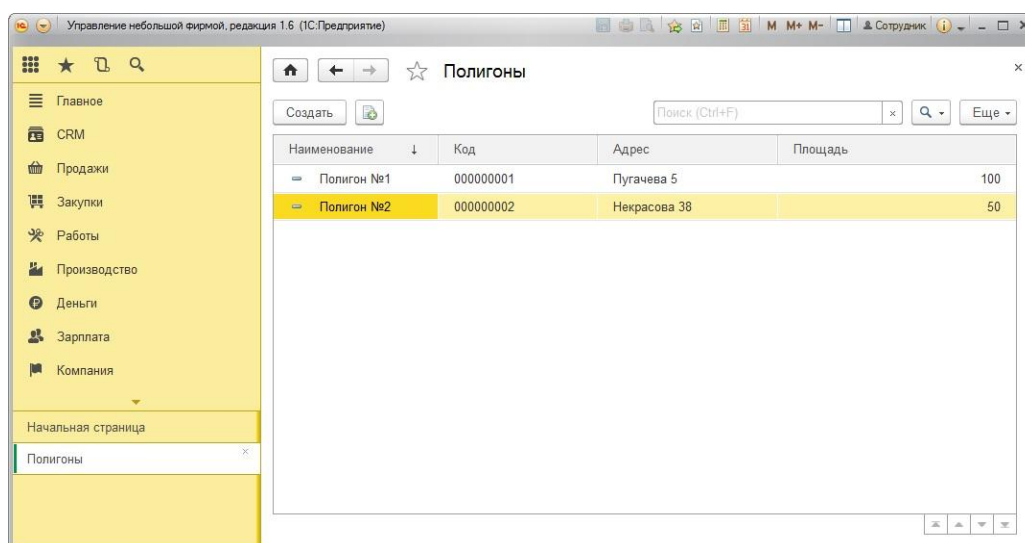 Управление небольшой фирмой, редакция 1.6 (1С:Предприятие)
M M+ M- 31 Сотрудник
Полигоны
Главное
CRM
Продажи
Закупки
Работы
Производство
Деньги
Зарплата
Компания
Начальная страница
Полигоны
Создать
Поиск (Ctrl+F)
Еще
Наименование Код Адрес Площадь
Полигон №1 000000001 Пугачева 5 100
Полигон №2 000000002 Некрасова 38 50